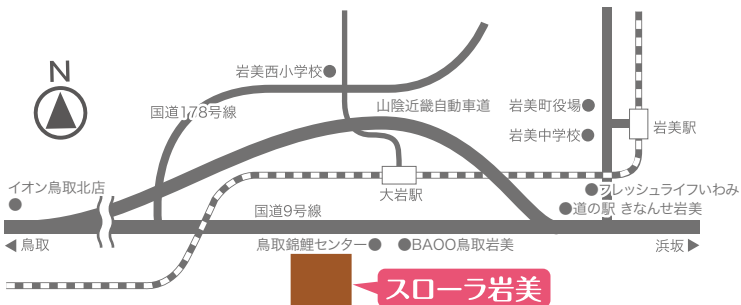 N
岩美西小学校
国道178号線
山陰近畿自動車道
岩美町役場
岩美中学校
岩美駅
イオン鳥取北店
大岩駅
フレッシュライフいわみ
道の駅 きなんせ岩美
国道9号線
鳥取
鳥取錦鯉センター
BAOO鳥取岩美
浜坂
スローラ岩美